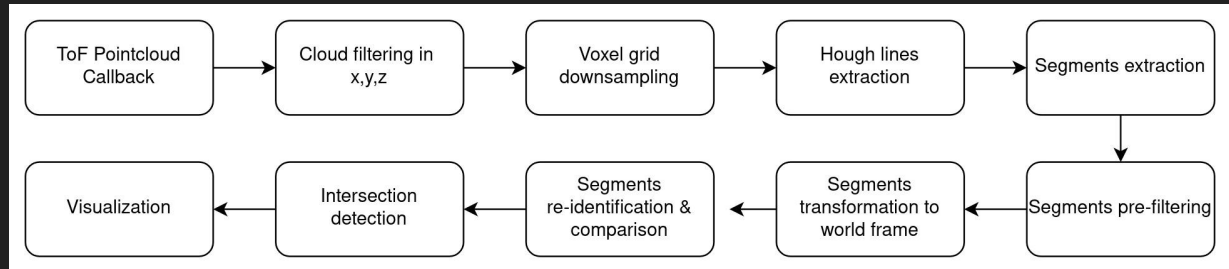 ToF Pointcloud
Callback
Cloud filtering in
x,y,z
Voxel grid
downsampling
Hough lines
extraction
Segments extraction
Segments pre-filtering
Segments
transformation to
world frame
Segments
re-identification &
comparison
Intersection
detection
Visualization